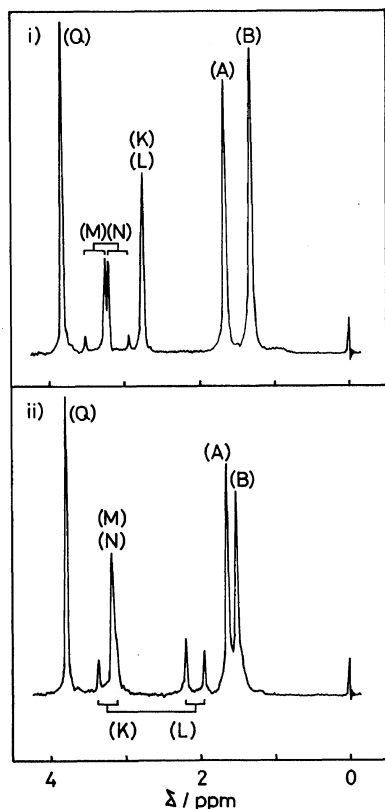 i)
(Q)
(B)
(A)
(K)
(L)
(M)(N)
ii)
(Q)
(A)
(B)
(M)
(N)
(K)
(L)
4
2
0
δ / ppm